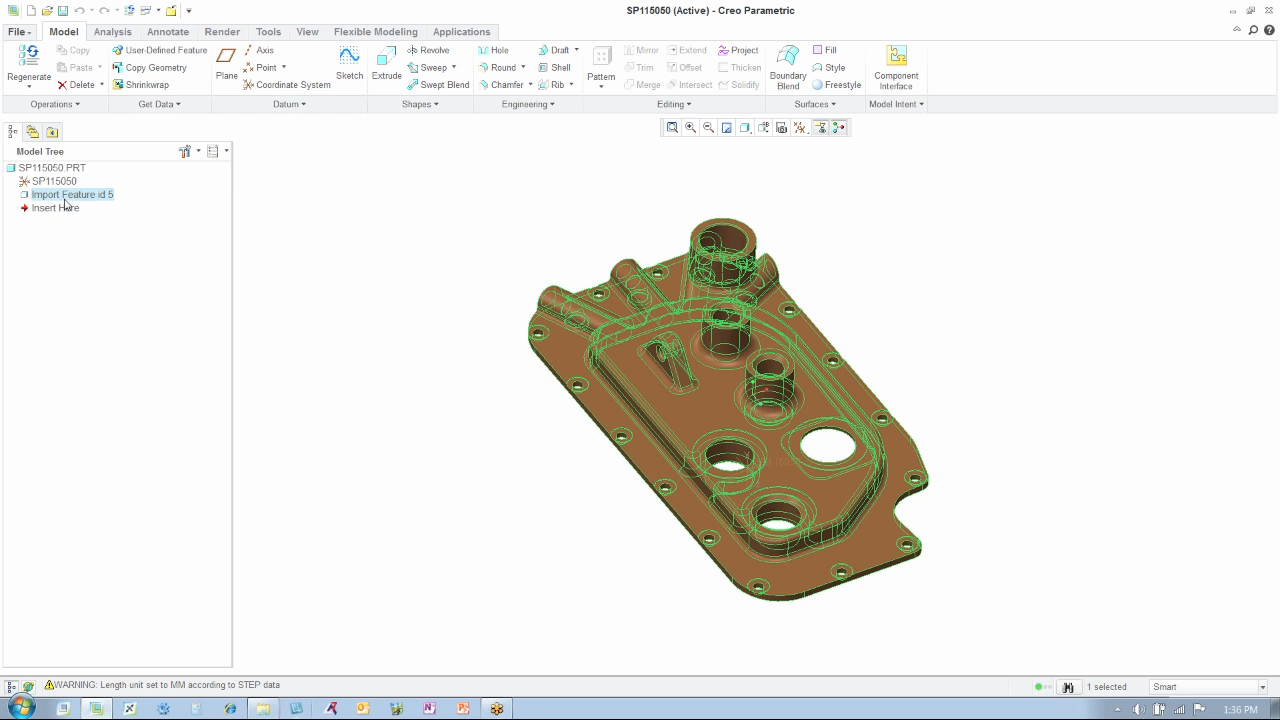 SP115050 (Active) - Creo Parametric
File Model Analysis Annotate Render Tools View Flexible Modeling Applications
Regenerate Copy Paste Delete
User-Defined Feature Copy Geometry Shrinkwrap
Plane Axis Point Coordinate System Sketch
Extrude Revolve Sweep Swept Blend
Hole Round Chamfer Draft Shell Rib
Pattern Mirror Trim Merge Extend Offset Intersect Project Thicken Solidify
Boundary Blend Fill Style Freestyle
Component Interface
Operations Get Data Datum Shapes Engineering Editing Surfaces Model Intent
Model Tree
SP115050.PRT
SP115050
Import Feature id 5
Insert Here
WARNING: Length unit set to MM according to STEP data
1 selected
Smart
1:36 PM